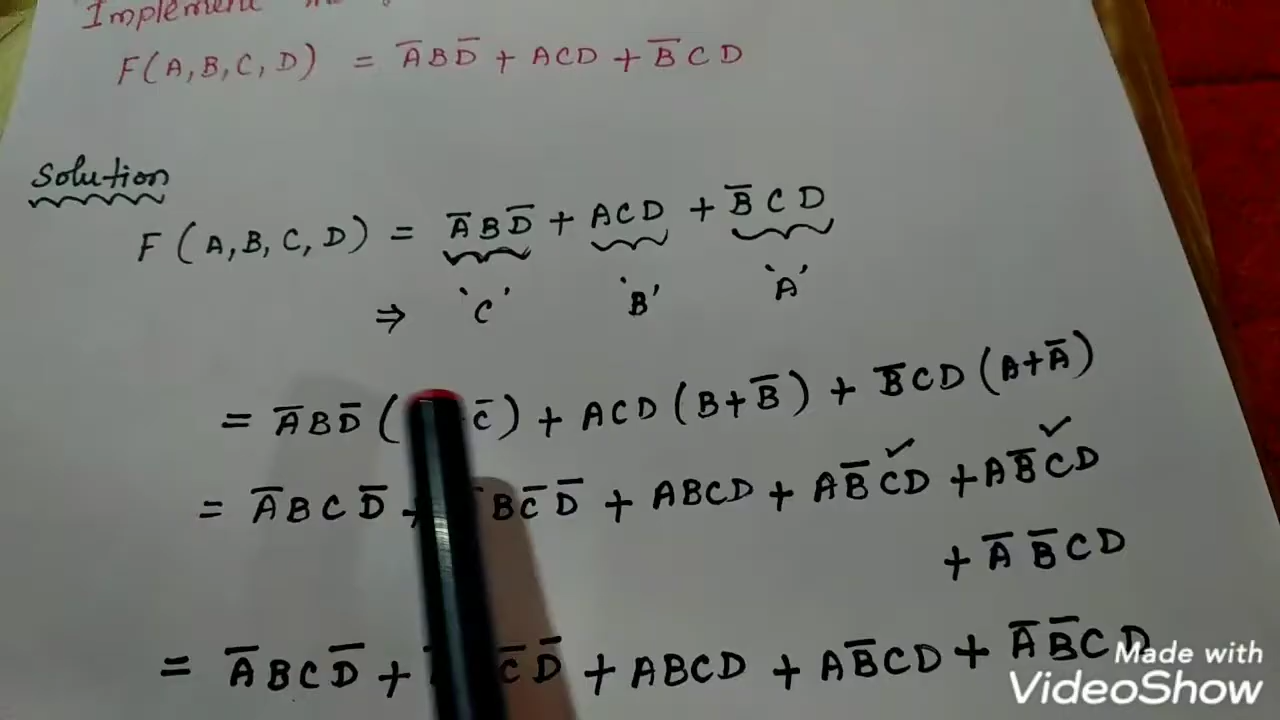 Implement
F(A,B,C,D) = A̅BD̅ + ACD + B̅CD
Solution
F(A,B,C,D) = A̅BD̅ + ACD + B̅CD
⇒ 'C' 'B' 'A'
= A̅BD̅ ( C̅) + ACD (B+B̅) + B̅CD (A+A̅)
= A̅BCD̅ + BC̅D̅ + ABCD + AB̅CD + AB̅CD
+ A̅B̅CD
= A̅BCD̅ + C̅D̅ + ABCD + AB̅CD + A̅B̅CD
Made with
VideoShow